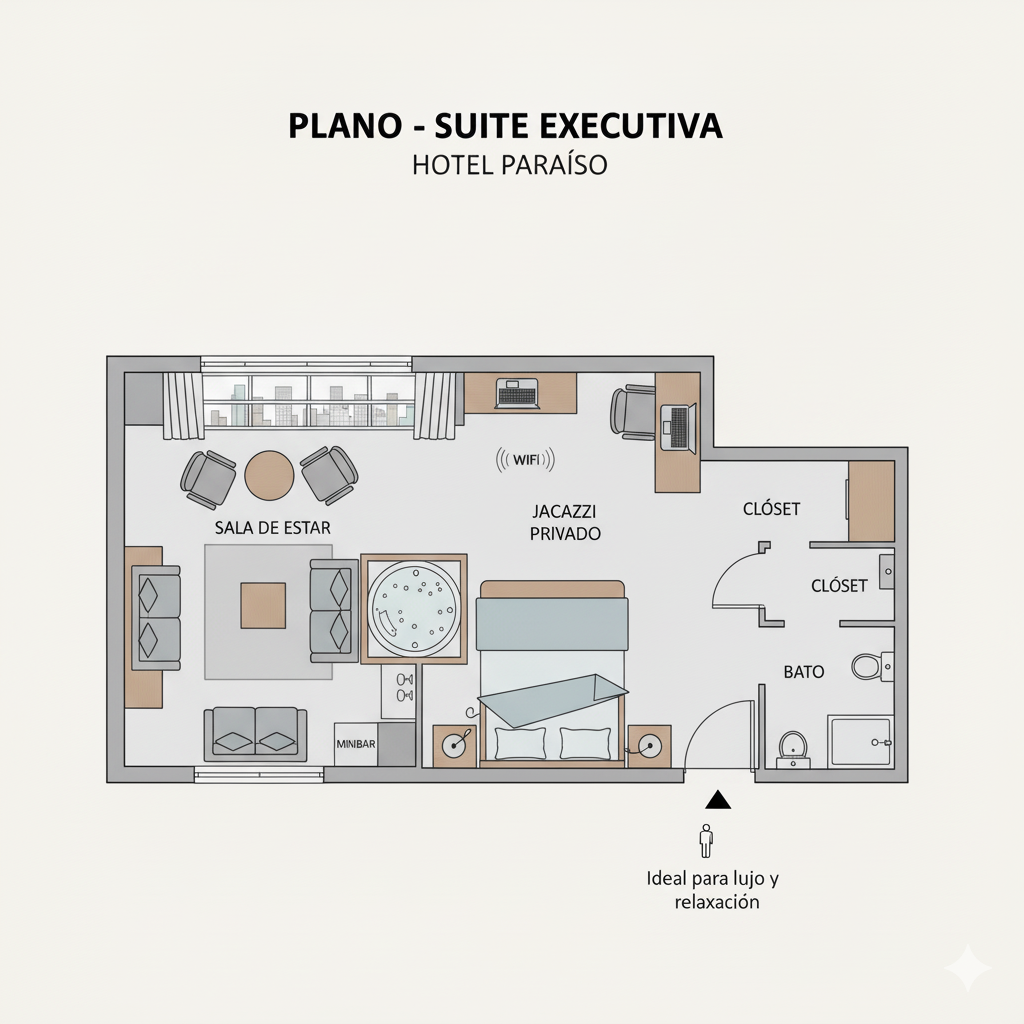 PLANO - SUITE EXECUTIVA
HOTEL PARAÍSO
WIFI
CLÓSET
JACAZZI
PRIVADO
SALA DE ESTAR
CLÓSET
BATO
MINIBAR
Ideal para lujo y
relaxación